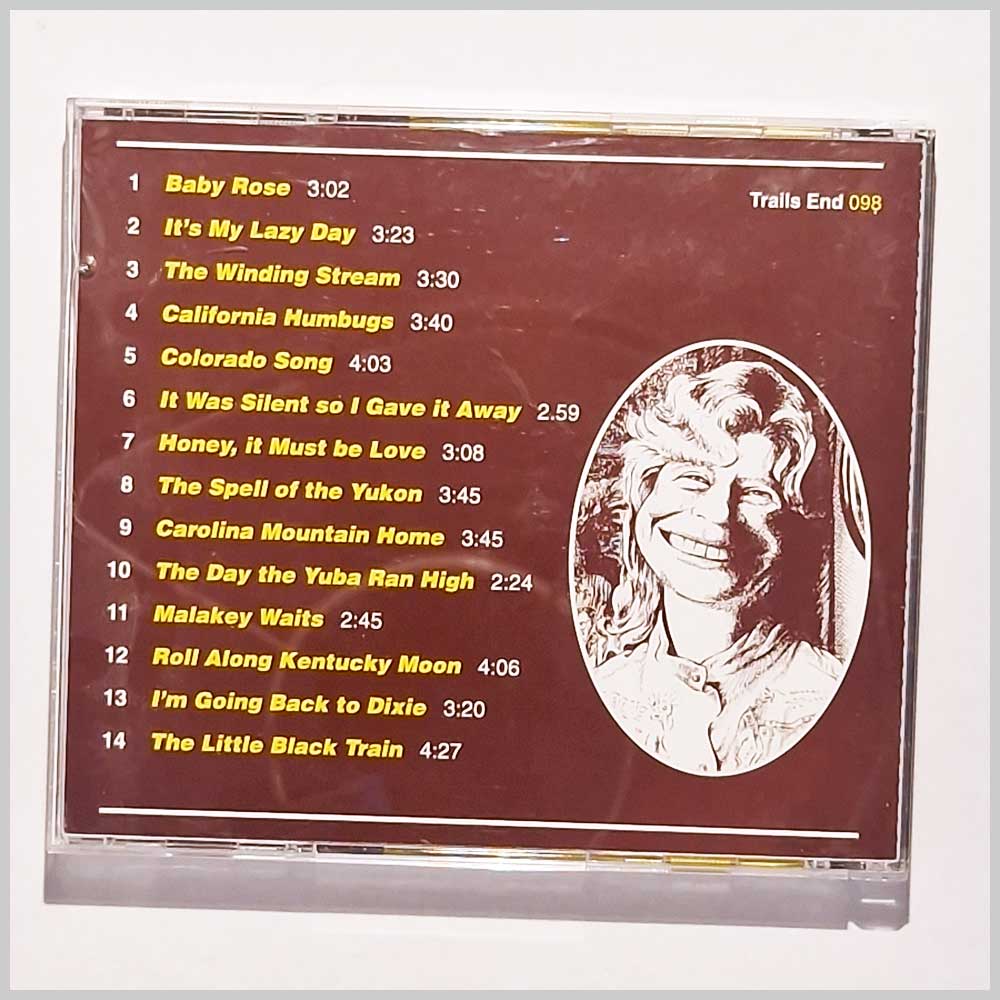 Trails End 098
1 Baby Rose 3:02
2 It's My Lazy Day 3:23
3 The Winding Stream 3:30
4 California Humbugs 3:40
5 Colorado Song 4:03
6 It Was Silent so I Gave it Away 2.59
7 Honey, it Must be Love 3:08
8 The Spell of the Yukon 3:45
9 Carolina Mountain Home 3:45
10 The Day the Yuba Ran High 2:24
11 Malakey Waits 2:45
12 Roll Along Kentucky Moon 4:06
13 I'm Going Back to Dixie 3:20
14 The Little Black Train 4:27